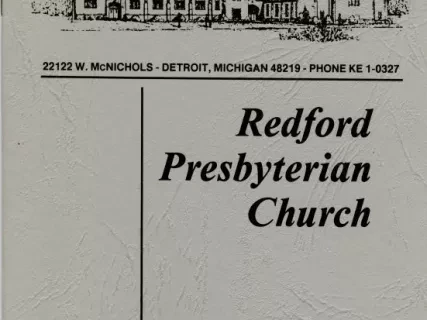 22122 W. McNICHOLS - DETROIT, MICHIGAN 48219 - PHONE KE 1-0327
Redford
Presbyterian
Church